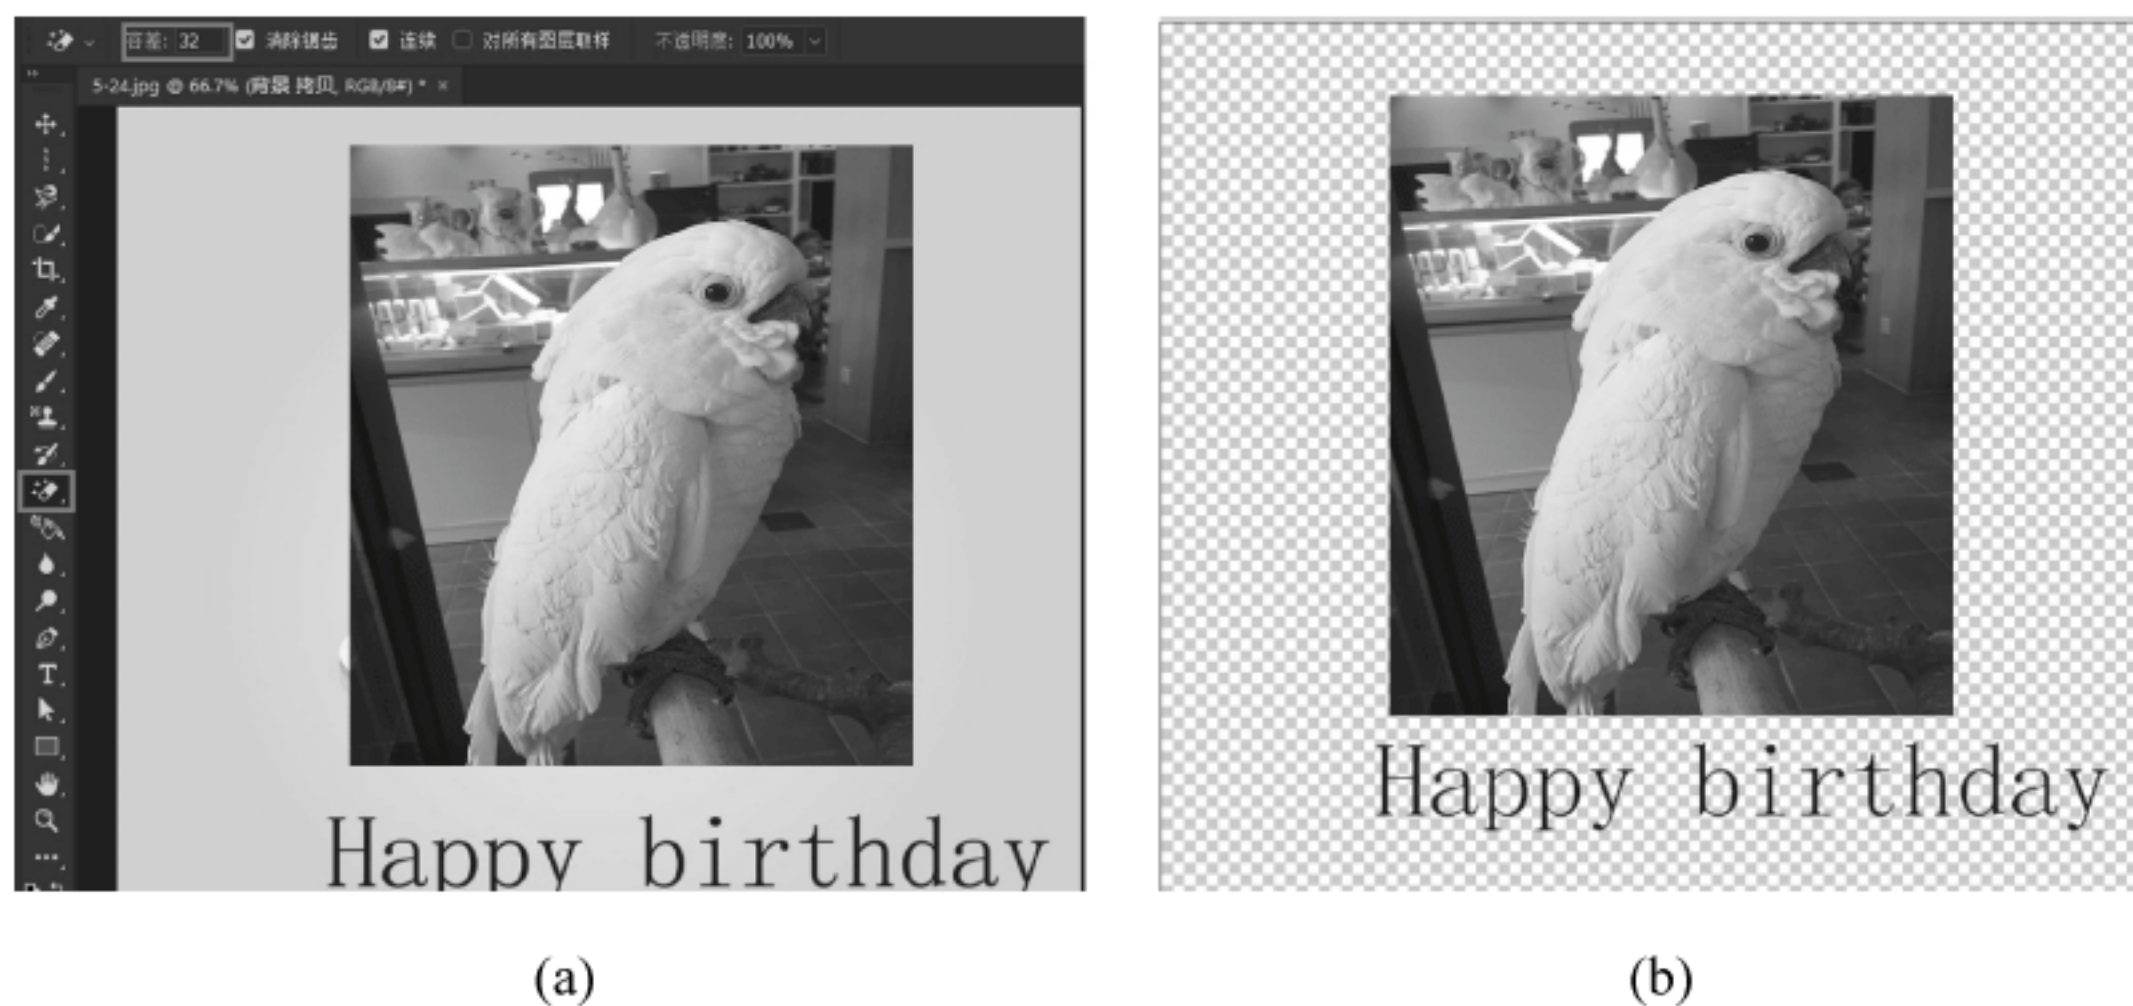 容差: 32 消除锯齿 连续 对所有图层取样 不透明度: 100%
5-24.jpg @ 66.7% (背景 拷贝, RGB/8#) * ×
T
Happy birthday
Happy birthday
(a)
(b)